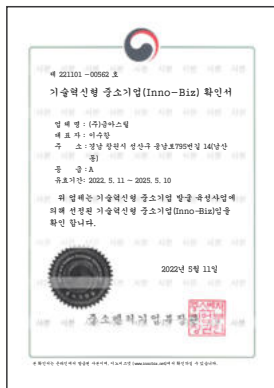 제 221101 -00562 호
기술혁신형 중소기업(Inno-Biz) 확인서
업 체 명 : (주)금아스틸
대 표 자 : 이수함
주 소 : 경남 창원시 성산구 웅남로795번길 14(남산
동)
등 급 : A
유효기간: 2022. 5. 11 ~ 2025. 5. 10
위 업체는 기술혁신형 중소기업 발굴 육성사업에
의해 선정된 기술혁신형 중소기업(Inno-Biz)임을
확인 합니다.
2022년 5월 11일
중소벤처기업부장관